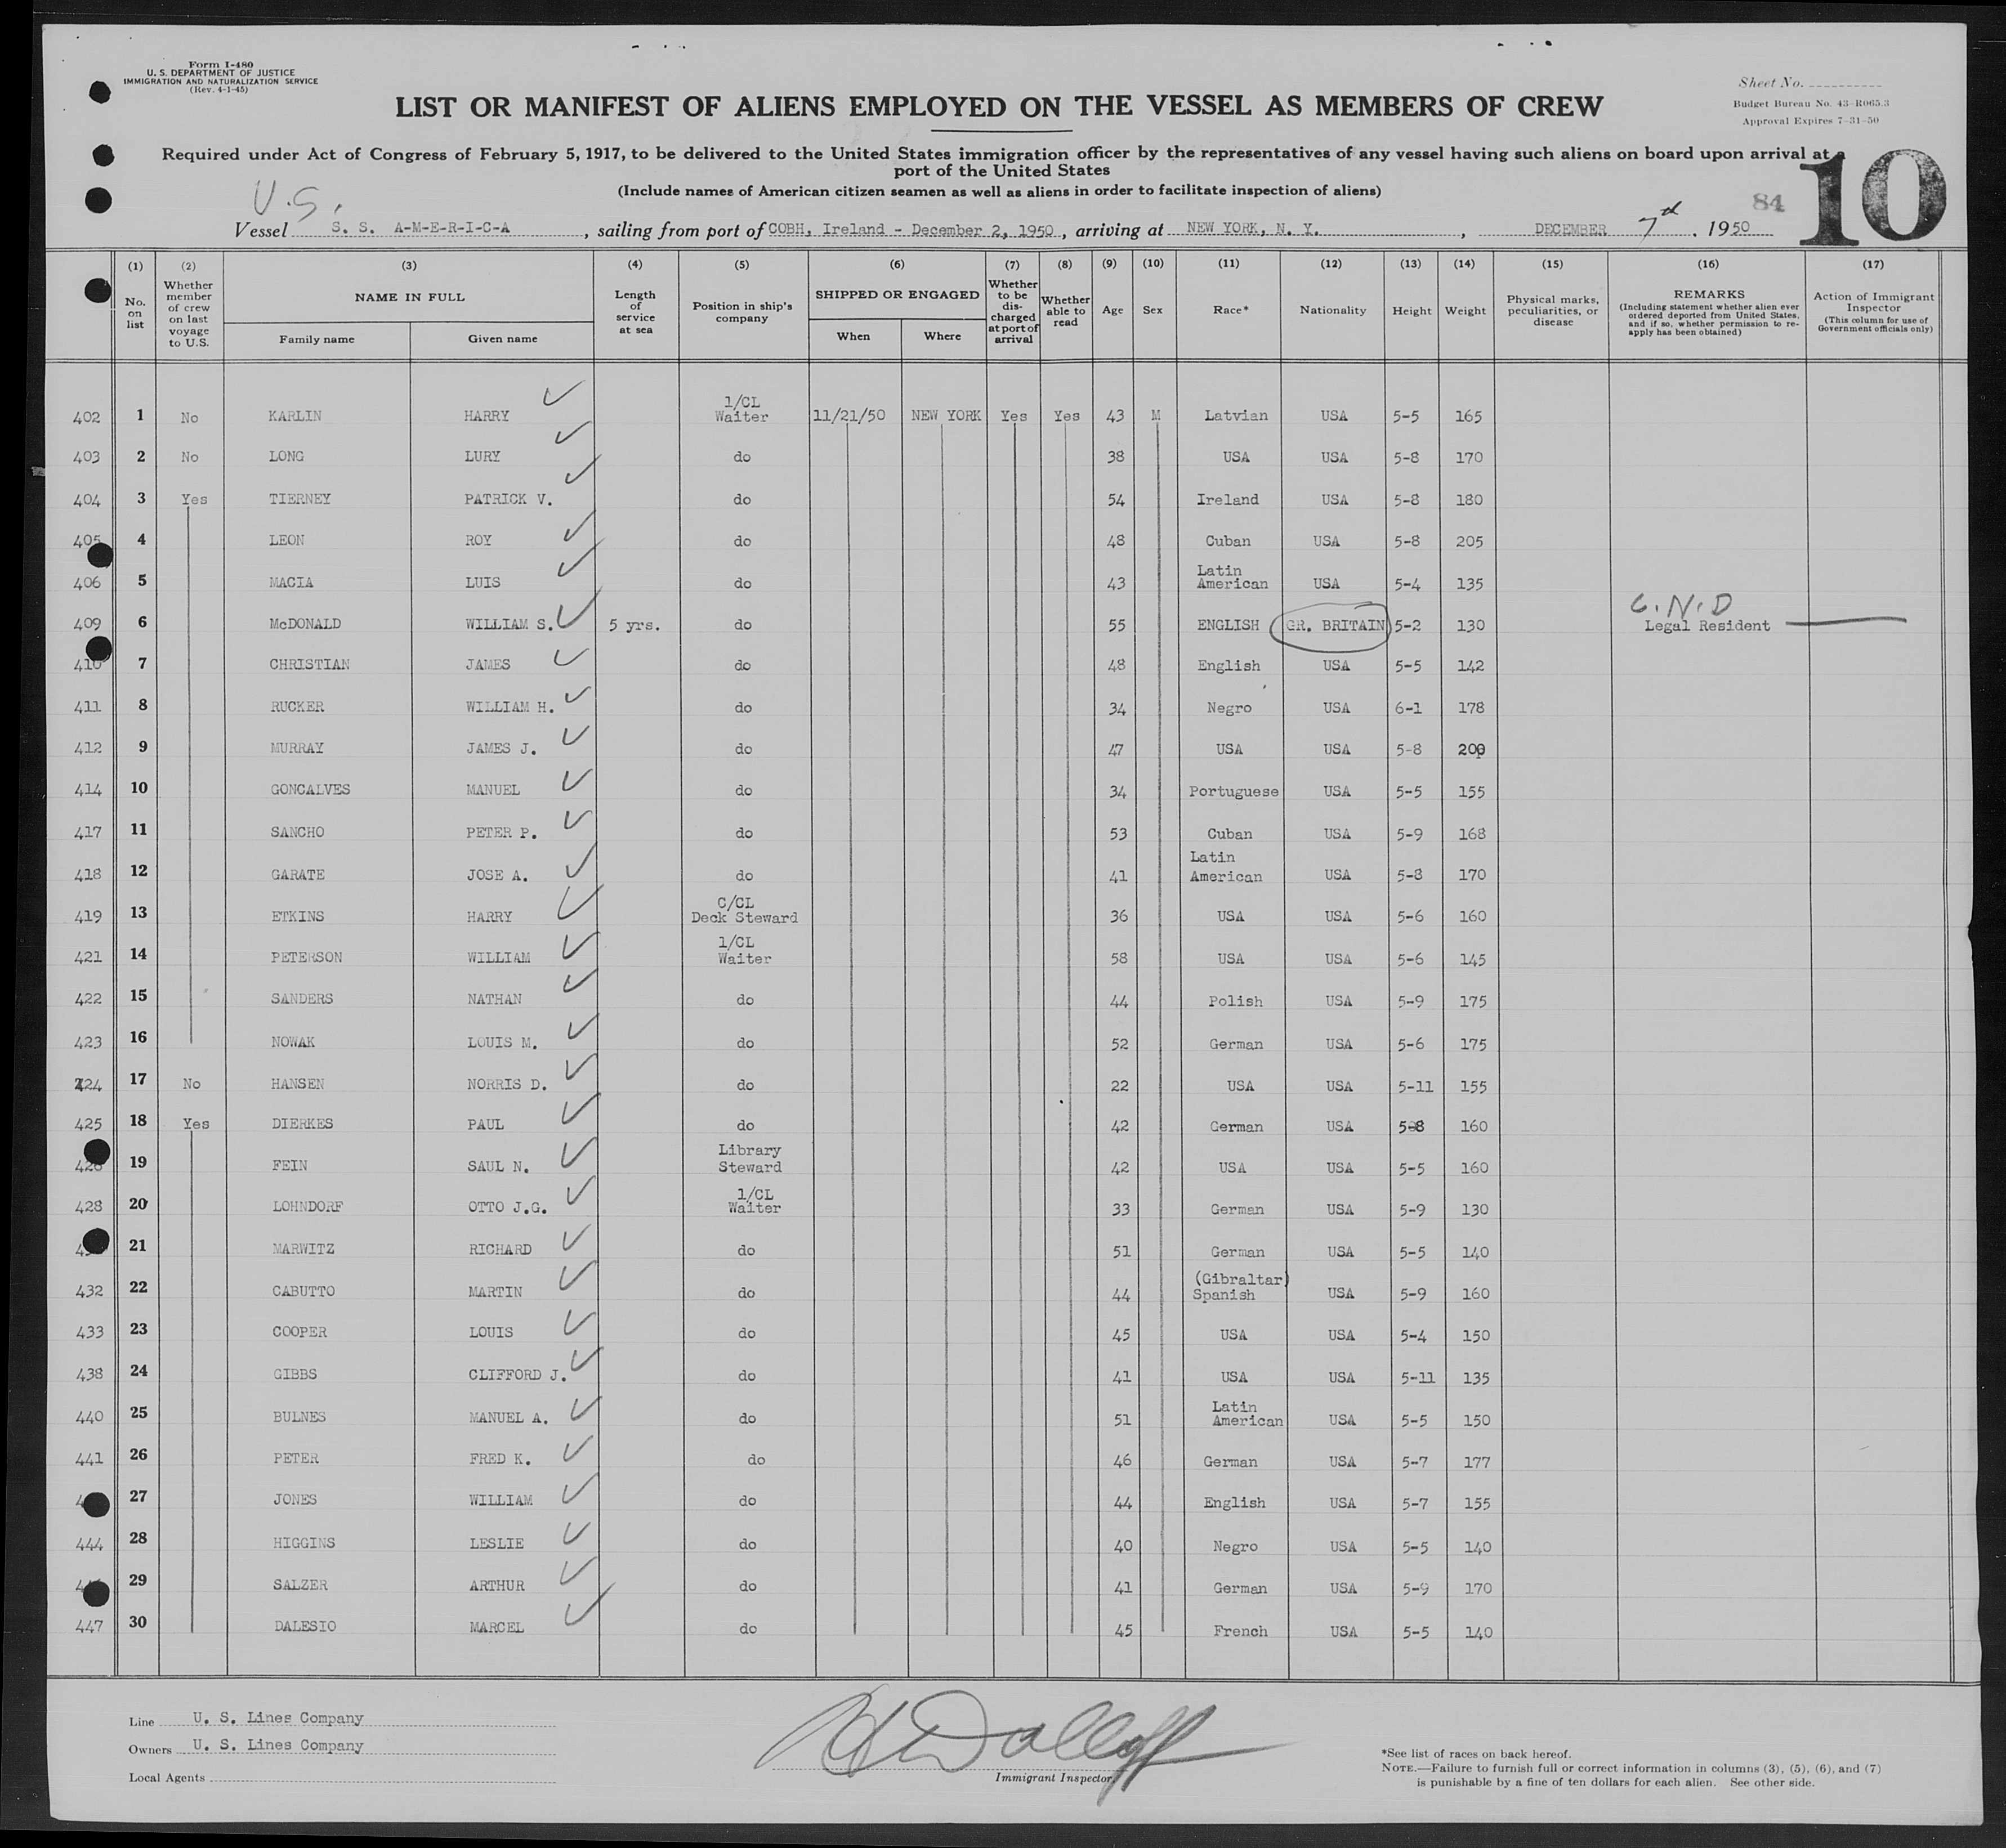 Form I-480
U. S. DEPARTMENT OF JUSTICE
IMMIGRATION AND NATURALIZATION SERVICE
(Rev. 4-1-45)
Sheet No.
Budget Bureau No. 43-R065.3
Approval Expires 7-31-50
LIST OR MANIFEST OF ALIENS EMPLOYED ON THE VESSEL AS MEMBERS OF CREW
Required under Act of Congress of February 5, 1917, to be delivered to the United States immigration officer by the representatives of any vessel having such aliens on board upon arrival at a
port of the United States
(Include names of American citizen seamen as well as aliens in order to facilitate inspection of aliens)
10
84
U.S.
Vessel S. S. A-M-E-R-I-C-A, sailing from port of COBH, Ireland - December 2, 1950, arriving at NEW YORK, N. Y., DECEMBER 7th, 1950
(1) No. on list
(2) Whether member of crew on last voyage to U.S.
(3) NAME IN FULL Family name Given name
(4) Length of service at sea
(5) Position in ship's company
(6) SHIPPED OR ENGAGED When Where
(7) Whether to be discharged at port of arrival
(8) Whether able to read
(9) Age
(10) Sex
(11) Race*
(12) Nationality
(13) Height
(14) Weight
(15) Physical marks, peculiarities, or disease
(16) REMARKS (Including statement whether alien ever ordered deported from United States, and if so, whether permission to re-apply has been obtained)
(17) Action of Immigrant Inspector (This column for use of Government officials only)
402 1 No KARLIN HARRY 1/CL Waiter 11/21/50 NEW YORK Yes Yes 43 M Latvian USA 5-5 165
403 2 No LONG LURY do 38 USA USA 5-8 170
404 3 Yes TIERNEY PATRICK V. do 54 Ireland USA 5-8 180
405 4 LEON ROY do 48 Cuban USA 5-8 205
406 5 MACIA LUIS do 43 Latin American USA 5-4 135
409 6 McDONALD WILLIAM S. 5 yrs. do 55 ENGLISH GR. BRITAIN 5-2 130 C.N.D Legal Resident
410 7 CHRISTIAN JAMES do 48 English USA 5-5 142
411 8 RUCKER WILLIAM H. do 34 Negro USA 6-1 178
412 9 MURRAY JAMES J. do 47 USA USA 5-8 200
414 10 GONCALVES MANUEL do 34 Portuguese USA 5-5 155
417 11 SANCHO PETER P. do 53 Cuban USA 5-9 168
418 12 GARATE JOSE A. do 41 Latin American USA 5-8 170
419 13 ETKINS HARRY C/CL Deck Steward 36 USA USA 5-6 160
421 14 PETERSON WILLIAM 1/CL Waiter 58 USA USA 5-6 145
422 15 SANDERS NATHAN do 44 Polish USA 5-9 175
423 16 NOWAK LOUIS M. do 52 German USA 5-6 175
424 17 No HANSEN NORRIS D. do 22 USA USA 5-11 155
425 18 Yes DIERKES PAUL do 42 German USA 5-8 160
19 FEIN SAUL N. Library Steward 42 USA USA 5-5 160
428 20 LOHNDORF OTTO J.G. 1/CL Waiter 33 German USA 5-9 130
21 MARWITZ RICHARD do 51 German USA 5-5 140
432 22 CABUTTO MARTIN do 44 (Gibraltar) Spanish USA 5-9 160
433 23 COOPER LOUIS do 45 USA USA 5-4 150
438 24 GIBBS CLIFFORD J. do 41 USA USA 5-11 135
440 25 BULNES MANUEL A. do 51 Latin American USA 5-5 150
441 26 PETER FRED K. do 46 German USA 5-7 177
27 JONES WILLIAM do 44 English USA 5-7 155
444 28 HIGGINS LESLIE do 40 Negro USA 5-5 140
29 SALZER ARTHUR do 41 German USA 5-9 170
447 30 DALESIO MARCEL do 45 French USA 5-5 140
Line U. S. Lines Company
Owners U. S. Lines Company
Local Agents
Immigrant Inspector.
*See list of races on back hereof.
NOTE.—Failure to furnish full or correct information in columns (3), (5), (6), and (7)
is punishable by a fine of ten dollars for each alien. See other side.